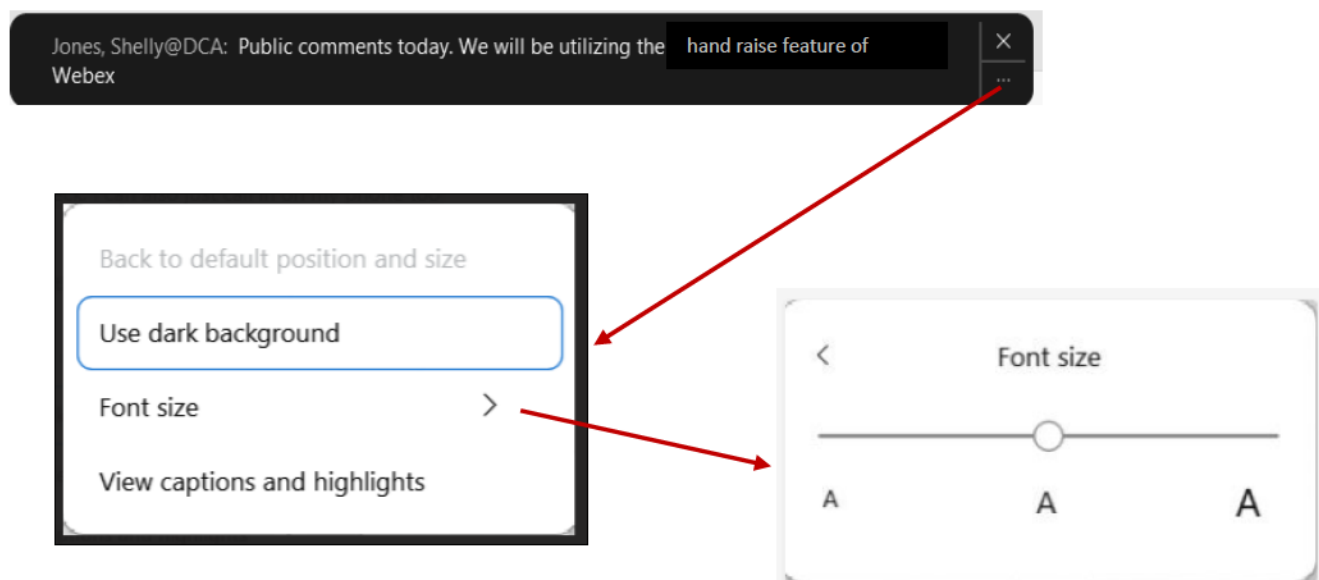 Jones, Shelly@DCA: Public comments today. We will be utilizing the hand raise feature of
Webex
Back to default position and size
Use dark background
Font size
View captions and highlights
Font size
A A A